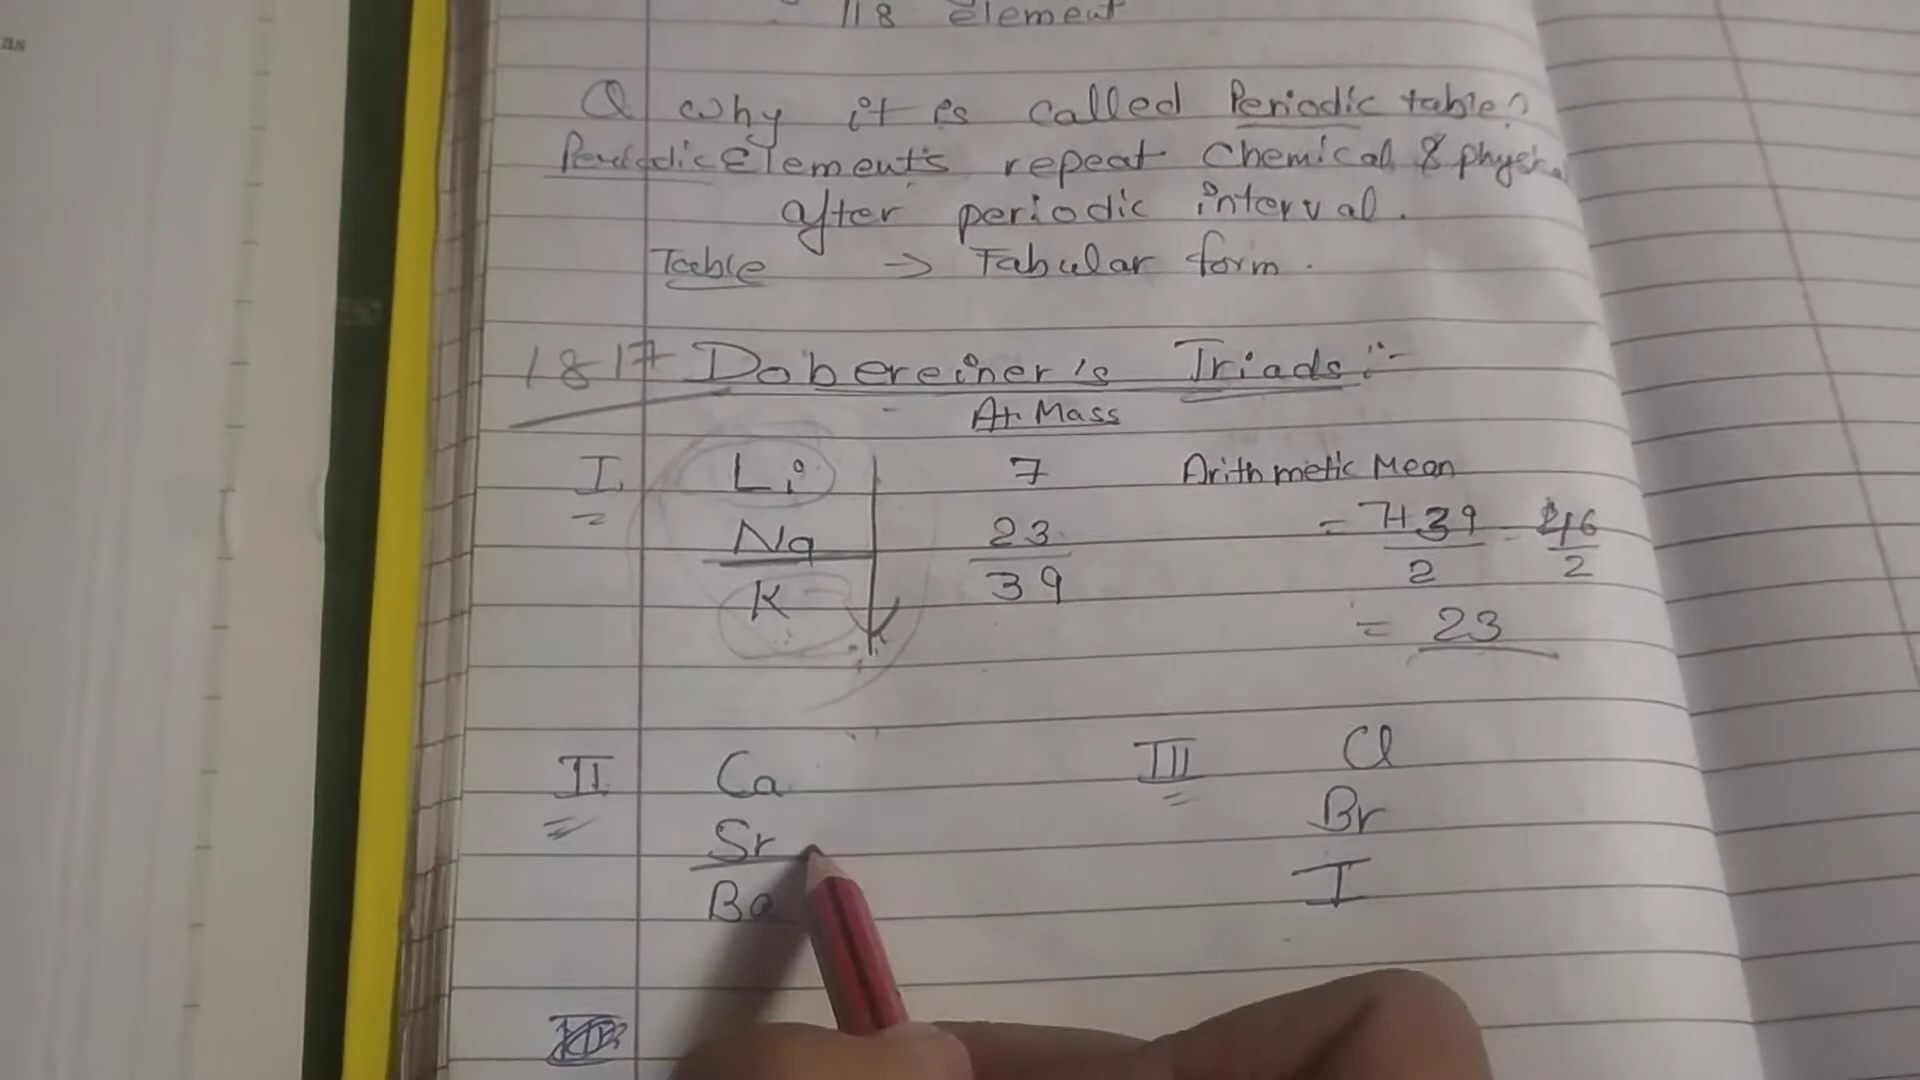 118 element
Q Why it is called Periodic table?
Periodic Elements repeat Chemical & physical
after periodic interval.
Table → Tabular form.
1817 Dobereiner's Triads :-
At. Mass
I. Li 7 Arithmetic Mean
Na 23 = 7+39 = 46
K 39 2 2
= 23
II Ca III Cl
Sr Br
Ba I
as